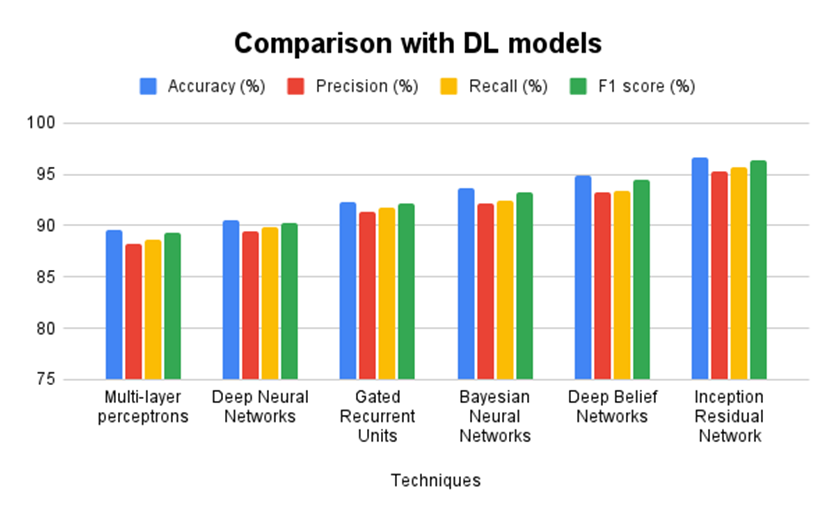 Comparison with DL models
Accuracy (%) Precision (%) Recall (%) F1 score (%)
100
95
90
85
80
75
Multi-layer
perceptrons
Deep Neural
Networks
Gated
Recurrent
Units
Bayesian
Neural
Networks
Deep Belief
Networks
Inception
Residual
Network
Techniques